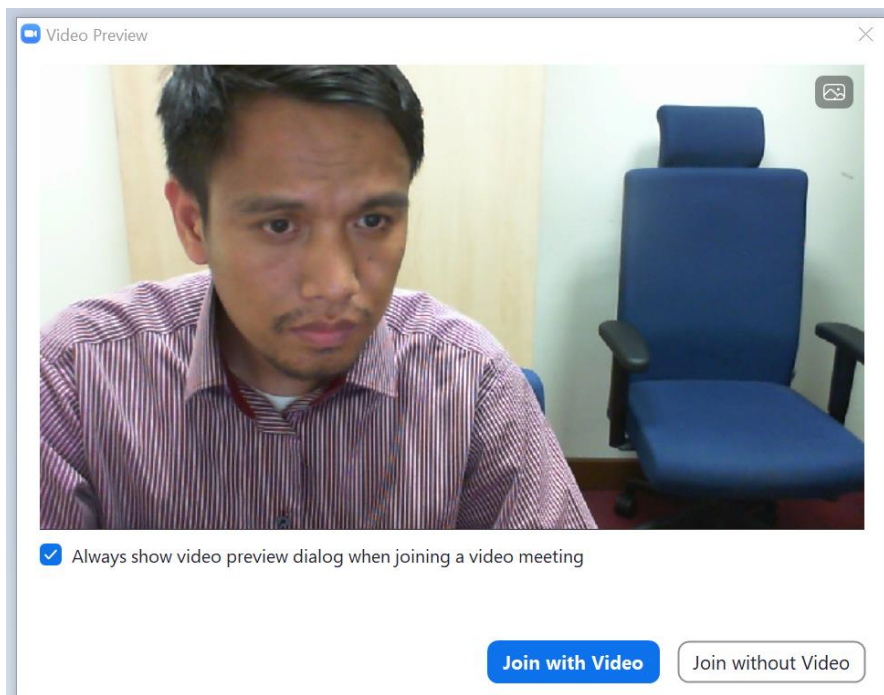 Video Preview
Always show video preview dialog when joining a video meeting
Join with Video
Join without Video